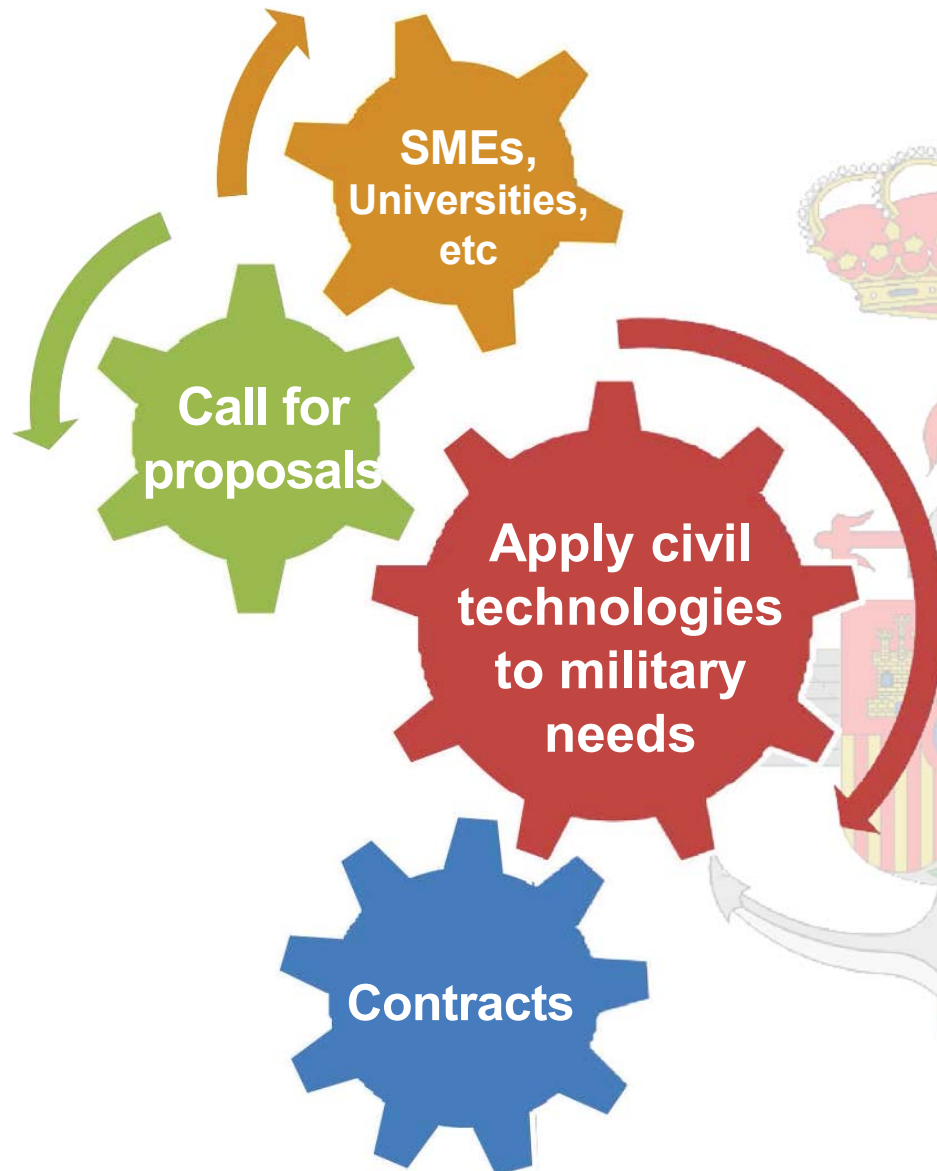 SMEs,
Universities,
etc
Call for
proposals
Apply civil
technologies
to military
needs
Contracts